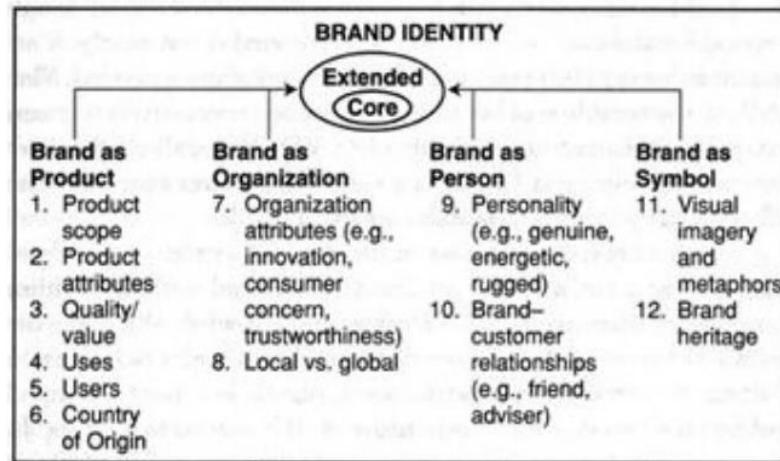 BRAND IDENTITY
Extended
Core
Brand as
Product
1. Product
scope
2. Product
attributes
3. Quality/
value
4. Uses
5. Users
6. Country
of Origin
Brand as
Organization
7. Organization
attributes (e.g.,
innovation,
consumer
concern,
trustworthiness)
8. Local vs. global
Brand as
Person
9. Personality
(e.g., genuine,
energetic,
rugged)
10. Brand–
customer
relationships
(e.g., friend,
adviser)
Brand as
Symbol
11. Visual
imagery
and
metaphors
12. Brand
heritage